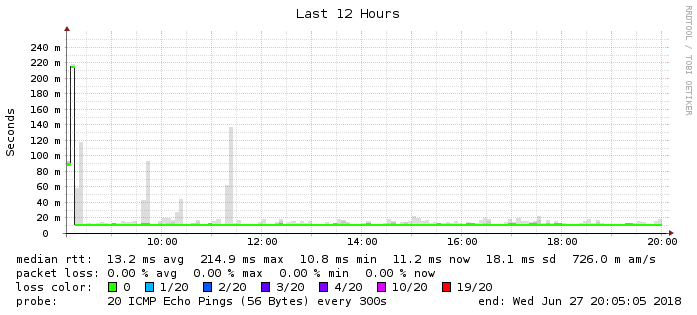 Last 12 Hours
RRDTOOL / TOBI OETIKER
Seconds
240 m
220 m
200 m
180 m
160 m
140 m
120 m
100 m
80 m
60 m
40 m
20 m
0
10:00 12:00 14:00 16:00 18:00 20:00
median rtt: 13.2 ms avg 214.9 ms max 10.8 ms min 11.2 ms now 18.1 ms sd 726.0 m am/s
packet loss: 0.00 % avg 0.00 % max 0.00 % min 0.00 % now
loss color: 0 1/20 2/20 3/20 4/20 10/20 19/20
probe: 20 ICMP Echo Pings (56 Bytes) every 300s end: Wed Jun 27 20:05:05 2018